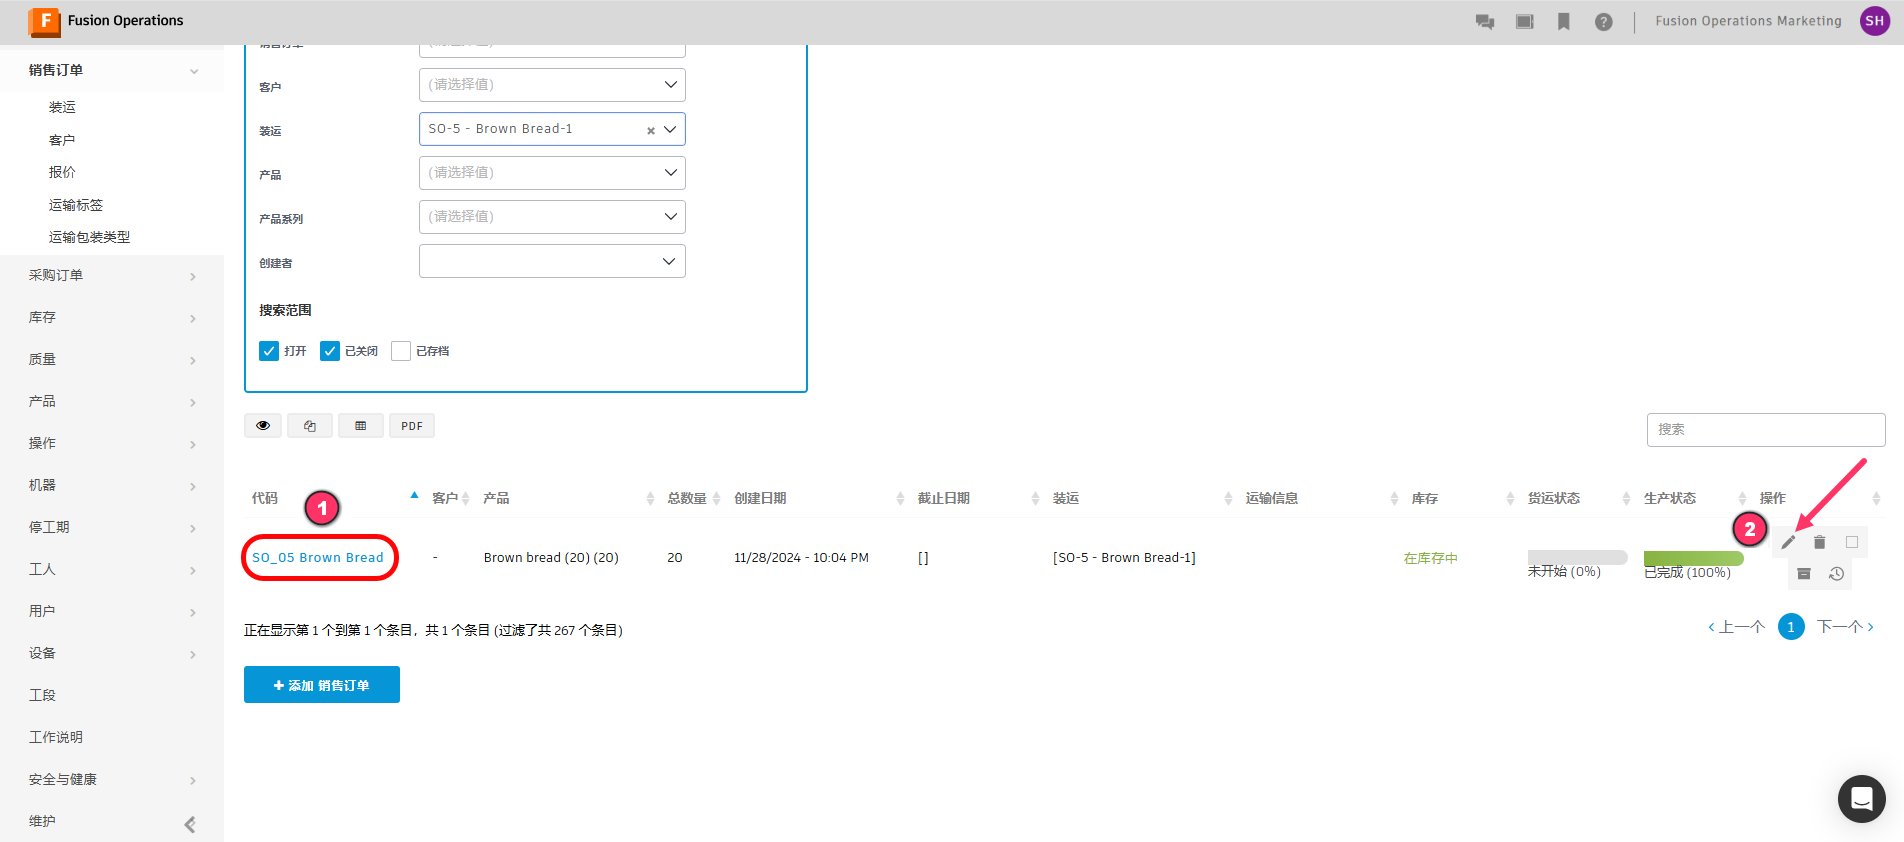 Fusion Operations
Fusion Operations Marketing
SH
销售订单
装运
客户
报价
运输标签
运输包装类型
采购订单
库存
质量
产品
操作
机器
停工期
工人
用户
设备
工段
工作说明
安全与健康
维护
销售订单
(请选择值)
客户
(请选择值)
装运
SO-5 - Brown Bread-1
产品
(请选择值)
产品系列
(请选择值)
创建者
搜索范围
打开 已关闭 已存档
PDF
搜索
代码 客户 产品 总数量 创建日期 截止日期 装运 运输信息 库存 货运状态 生产状态 操作
1
2
SO_05 Brown Bread - Brown bread (20) (20) 20 11/28/2024 - 10:04 PM [] [SO-5 - Brown Bread-1] 在库存中 未开始 (0%) 已完成 (100%)
正在显示第 1 个到第 1 个条目，共 1 个条目 (过滤了共 267 个条目)
上一个 1 下一个
添加 销售订单